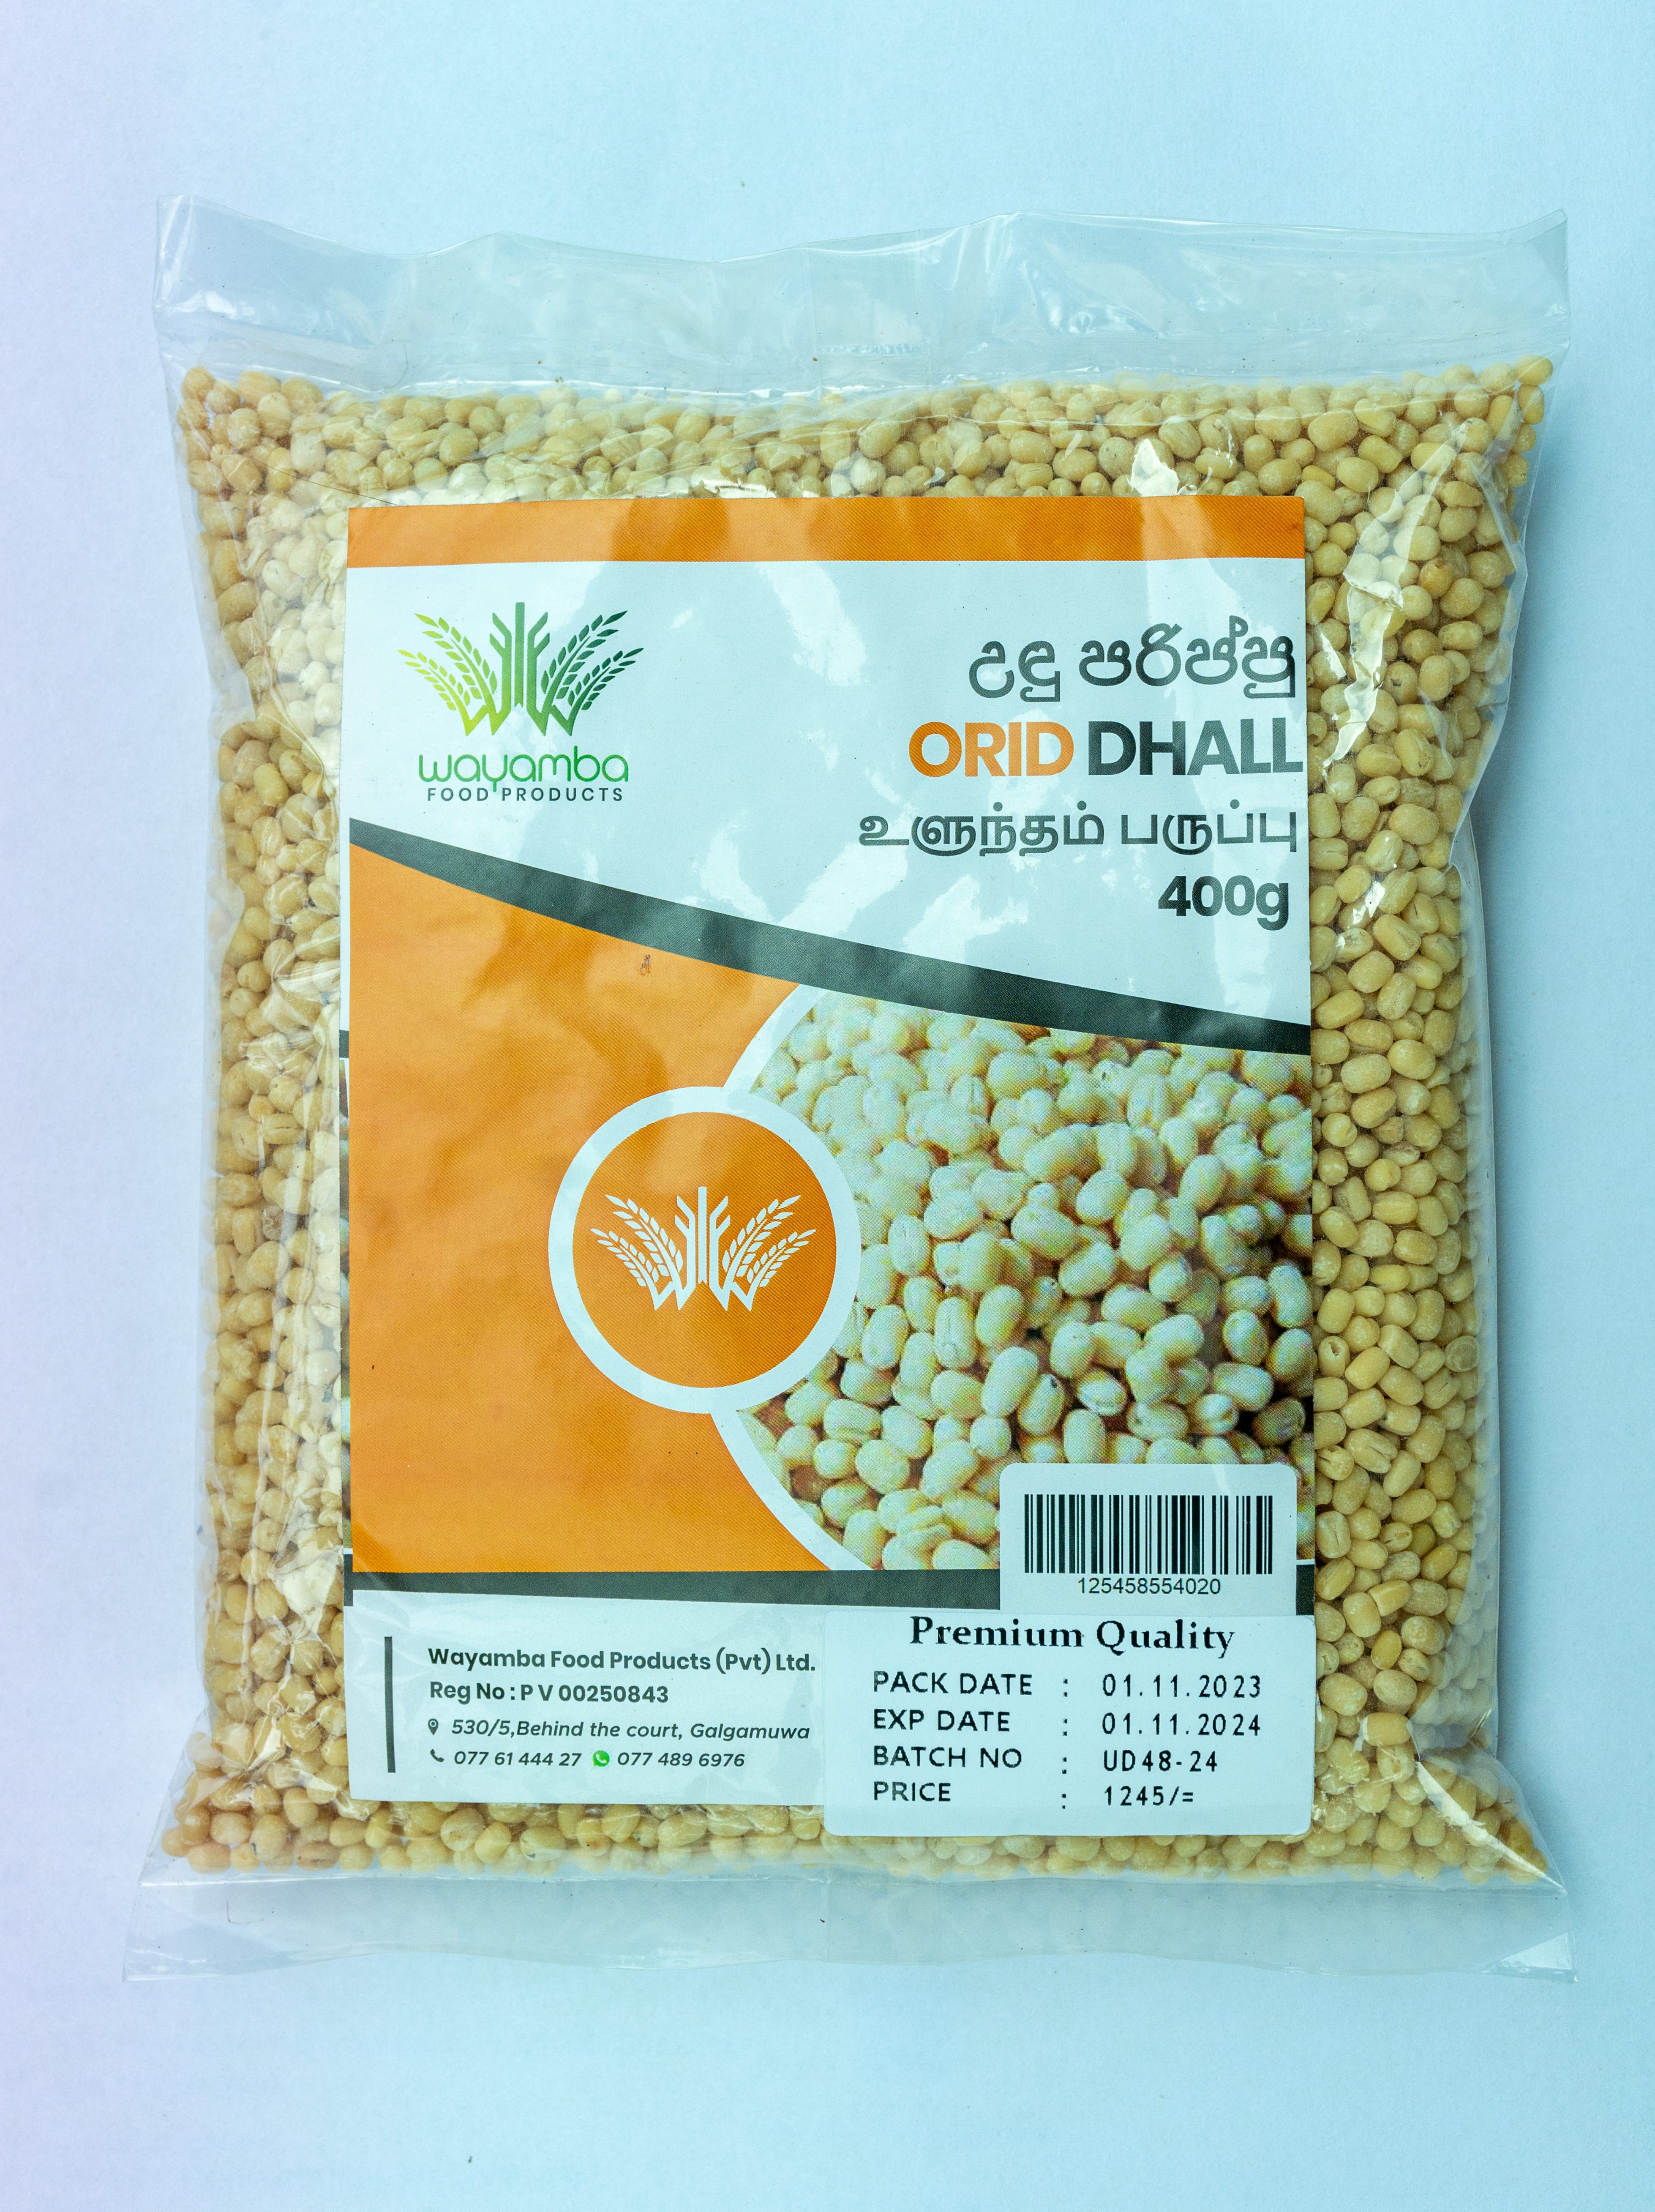 wayamba
FOOD PRODUCTS
උඳු පරිප්පු
ORID DHALL
உளுந்தம் பருப்பு
400g
125458554020
Premium Quality
PACK DATE : 01.11.2023
EXP DATE : 01.11.2024
BATCH NO : UD48-24
PRICE : 1245/=
Wayamba Food Products (Pvt) Ltd.
Reg No : P V 00250843
530/5,Behind the court, Galgamuwa
077 61 444 27 077 489 6976